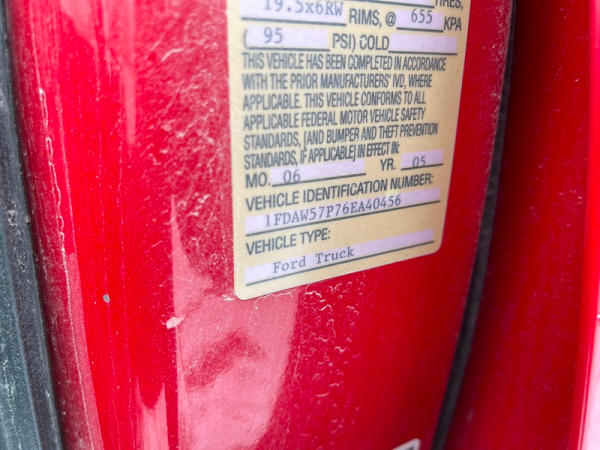 TIRES,
19.5x6RW RIMS, @ 655 KPA
( 95 PSI) COLD
THIS VEHICLE HAS BEEN COMPLETED IN ACCORDANCE
WITH THE PRIOR MANUFACTURERS' IVD, WHERE
APPLICABLE. THIS VEHICLE CONFORMS TO ALL
APPLICABLE FEDERAL MOTOR VEHICLE SAFETY
STANDARDS, [AND BUMPER AND THEFT PREVENTION
STANDARDS, IF APPLICABLE] IN EFFECT IN:
MO. 06 YR. 05
VEHICLE IDENTIFICATION NUMBER:
1FDAW57P76EA40456
VEHICLE TYPE:
Ford Truck